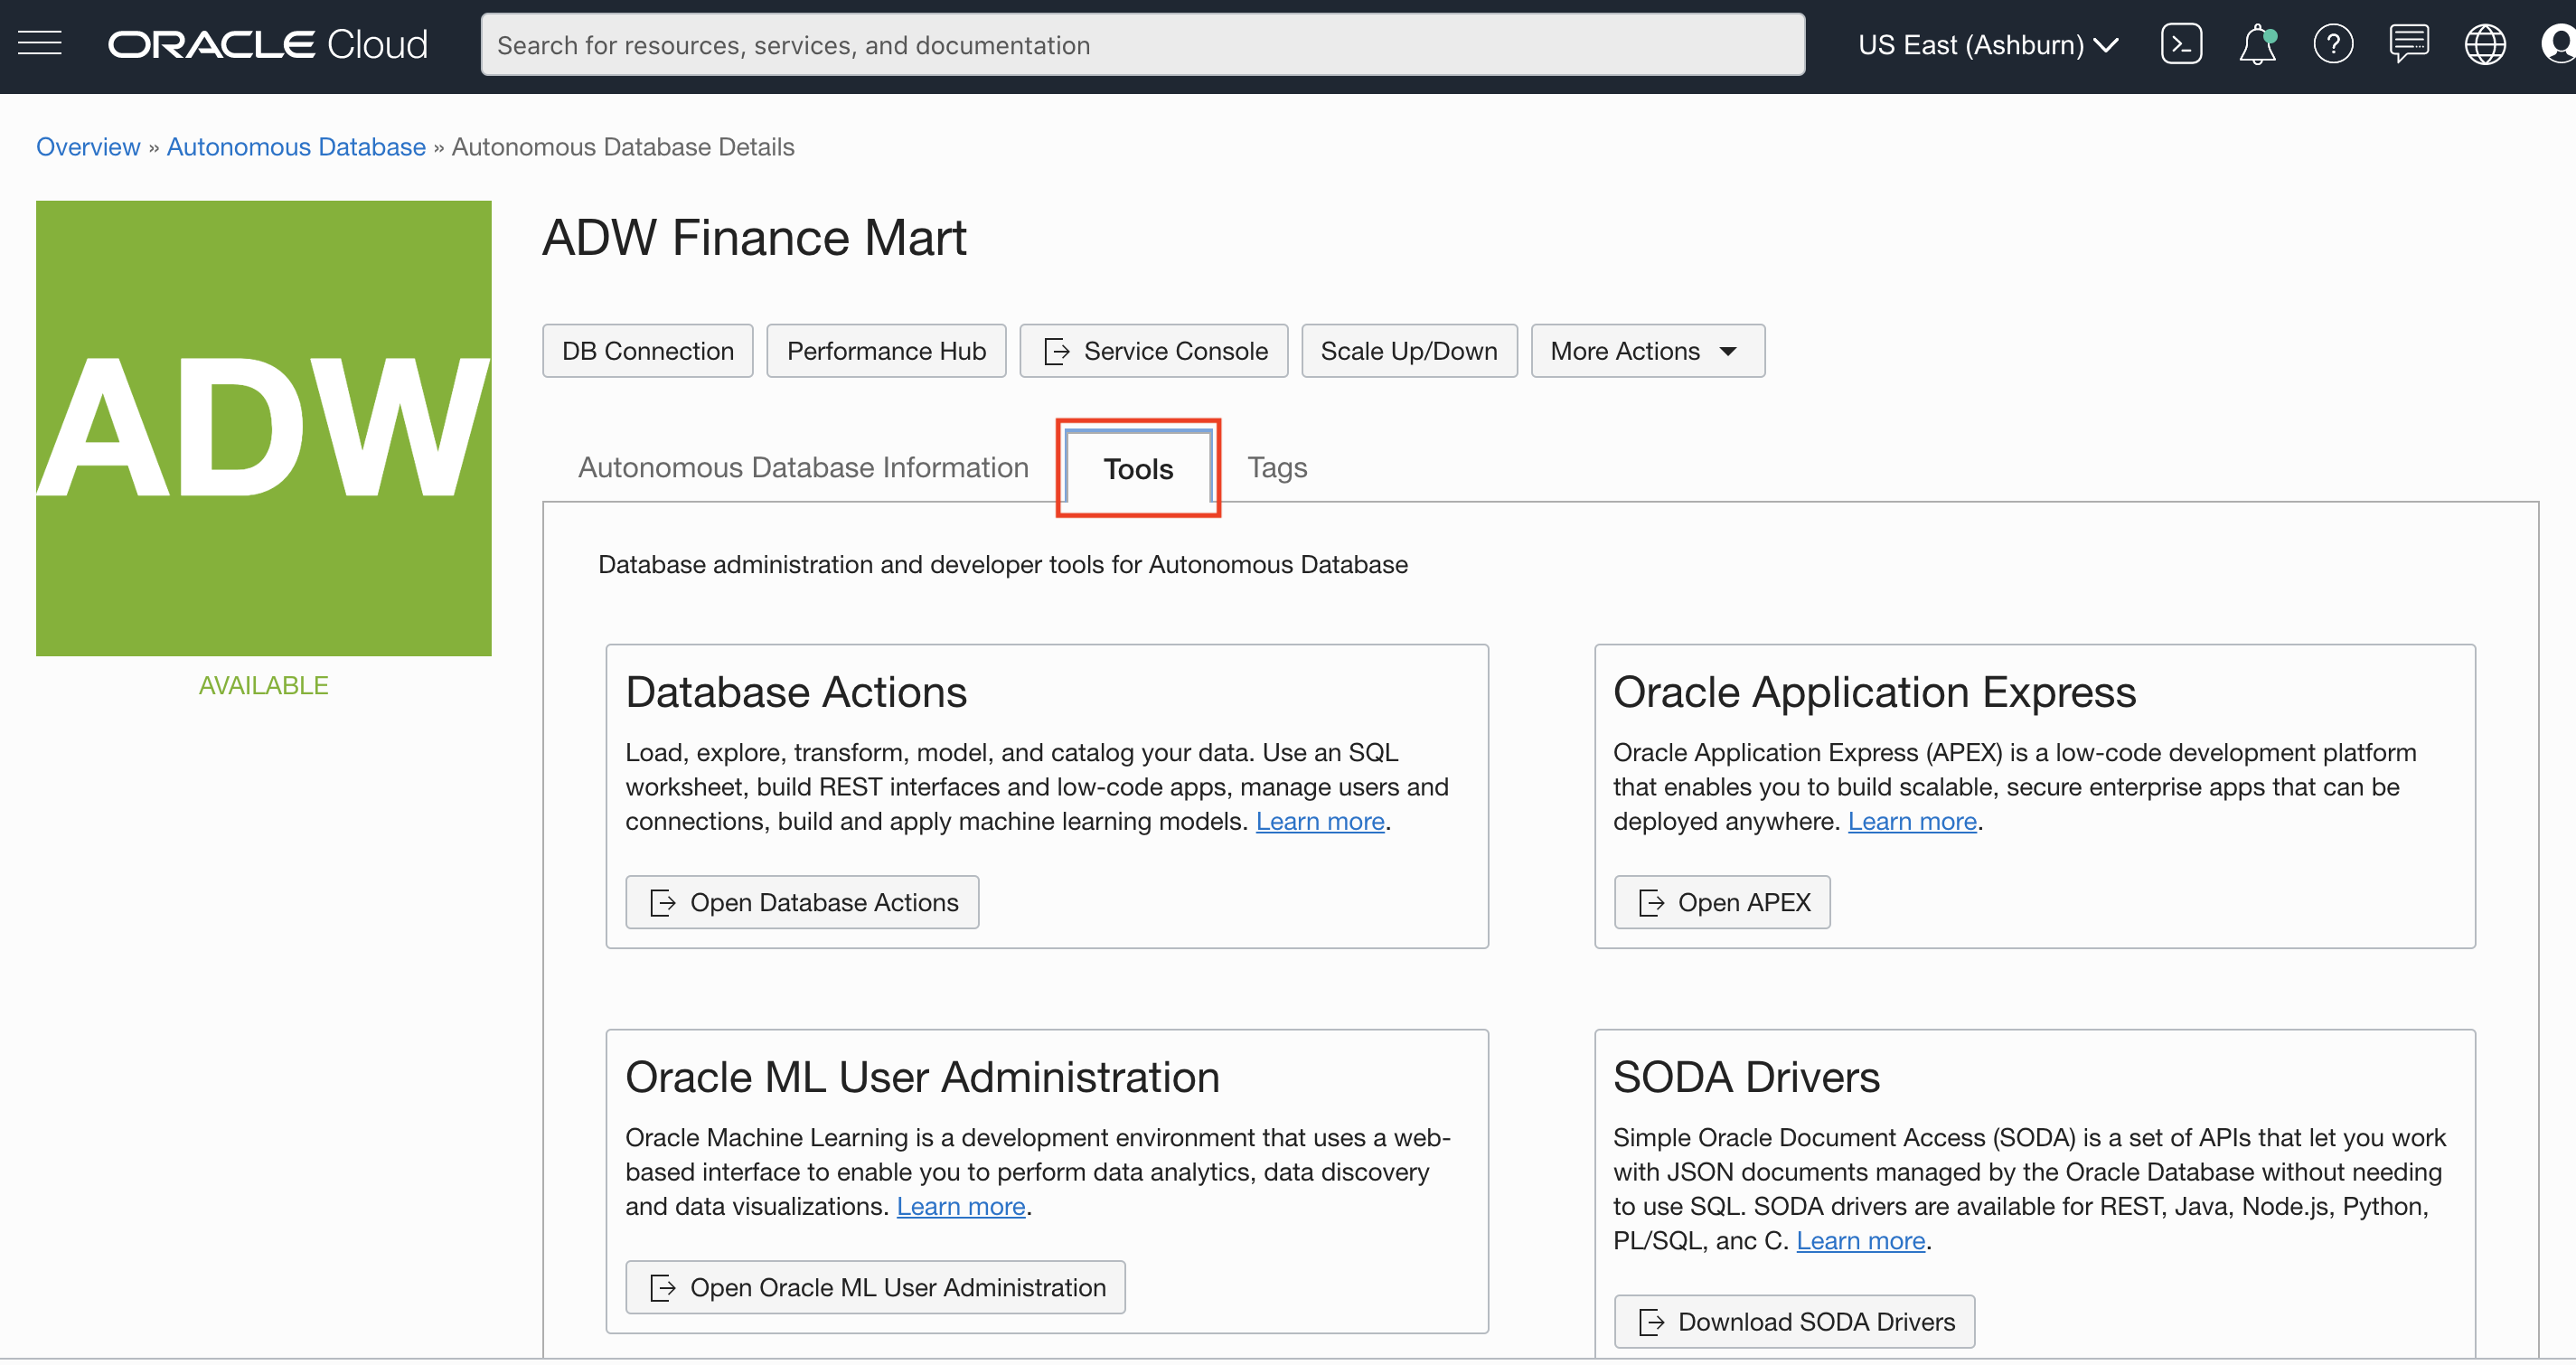 ORACLE Cloud
Search for resources, services, and documentation
US East (Ashburn)
Overview » Autonomous Database » Autonomous Database Details
ADW
AVAILABLE
ADW Finance Mart
DB Connection
Performance Hub
Service Console
Scale Up/Down
More Actions
Autonomous Database Information
Tools
Tags
Database administration and developer tools for Autonomous Database
Database Actions
Load, explore, transform, model, and catalog your data. Use an SQL
worksheet, build REST interfaces and low-code apps, manage users and
connections, build and apply machine learning models. Learn more.
Open Database Actions
Oracle Application Express
Oracle Application Express (APEX) is a low-code development platform
that enables you to build scalable, secure enterprise apps that can be
deployed anywhere. Learn more.
Open APEX
Oracle ML User Administration
Oracle Machine Learning is a development environment that uses a web-
based interface to enable you to perform data analytics, data discovery
and data visualizations. Learn more.
Open Oracle ML User Administration
SODA Drivers
Simple Oracle Document Access (SODA) is a set of APIs that let you work
with JSON documents managed by the Oracle Database without needing
to use SQL. SODA drivers are available for REST, Java, Node.js, Python,
PL/SQL, anc C. Learn more.
Download SODA Drivers